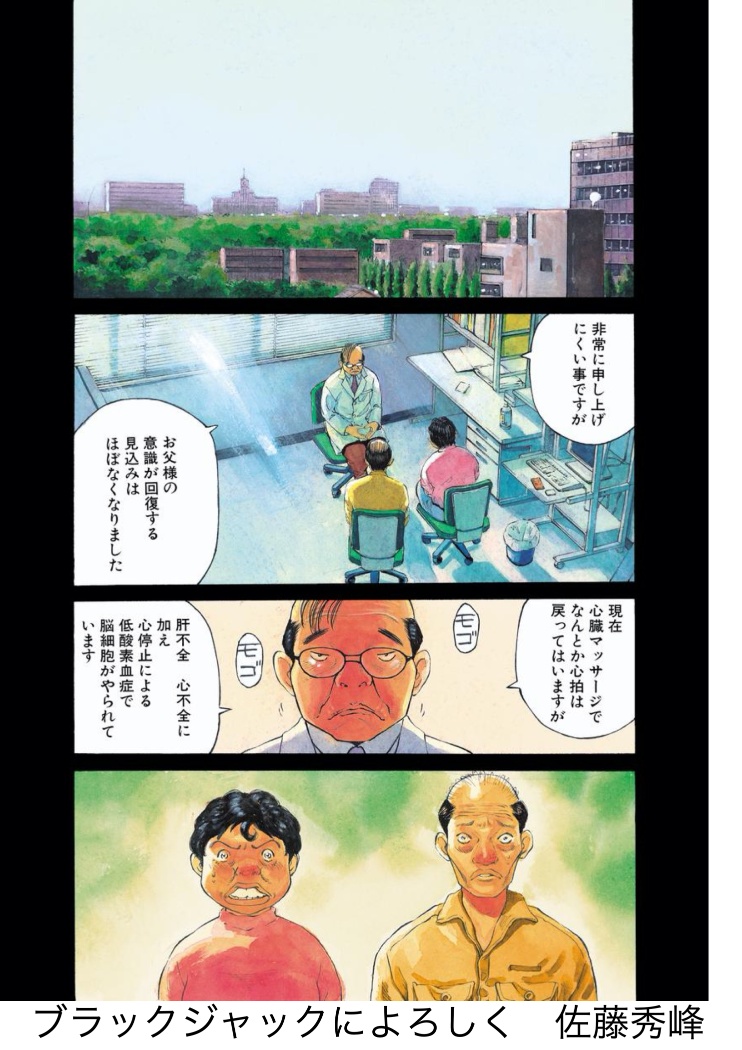 非常に申し上げ
にくい事ですが
お父様の
意識が回復する
見込みは
ほぼなくなりました
現在
心臓マッサージで
なんとか心拍は
戻ってはいますが
モゴ
モゴ
肝不全　心不全に
加え
心停止による
低酸素血症で
脳細胞がやられて
います
ブラックジャックによろしく　佐藤秀峰